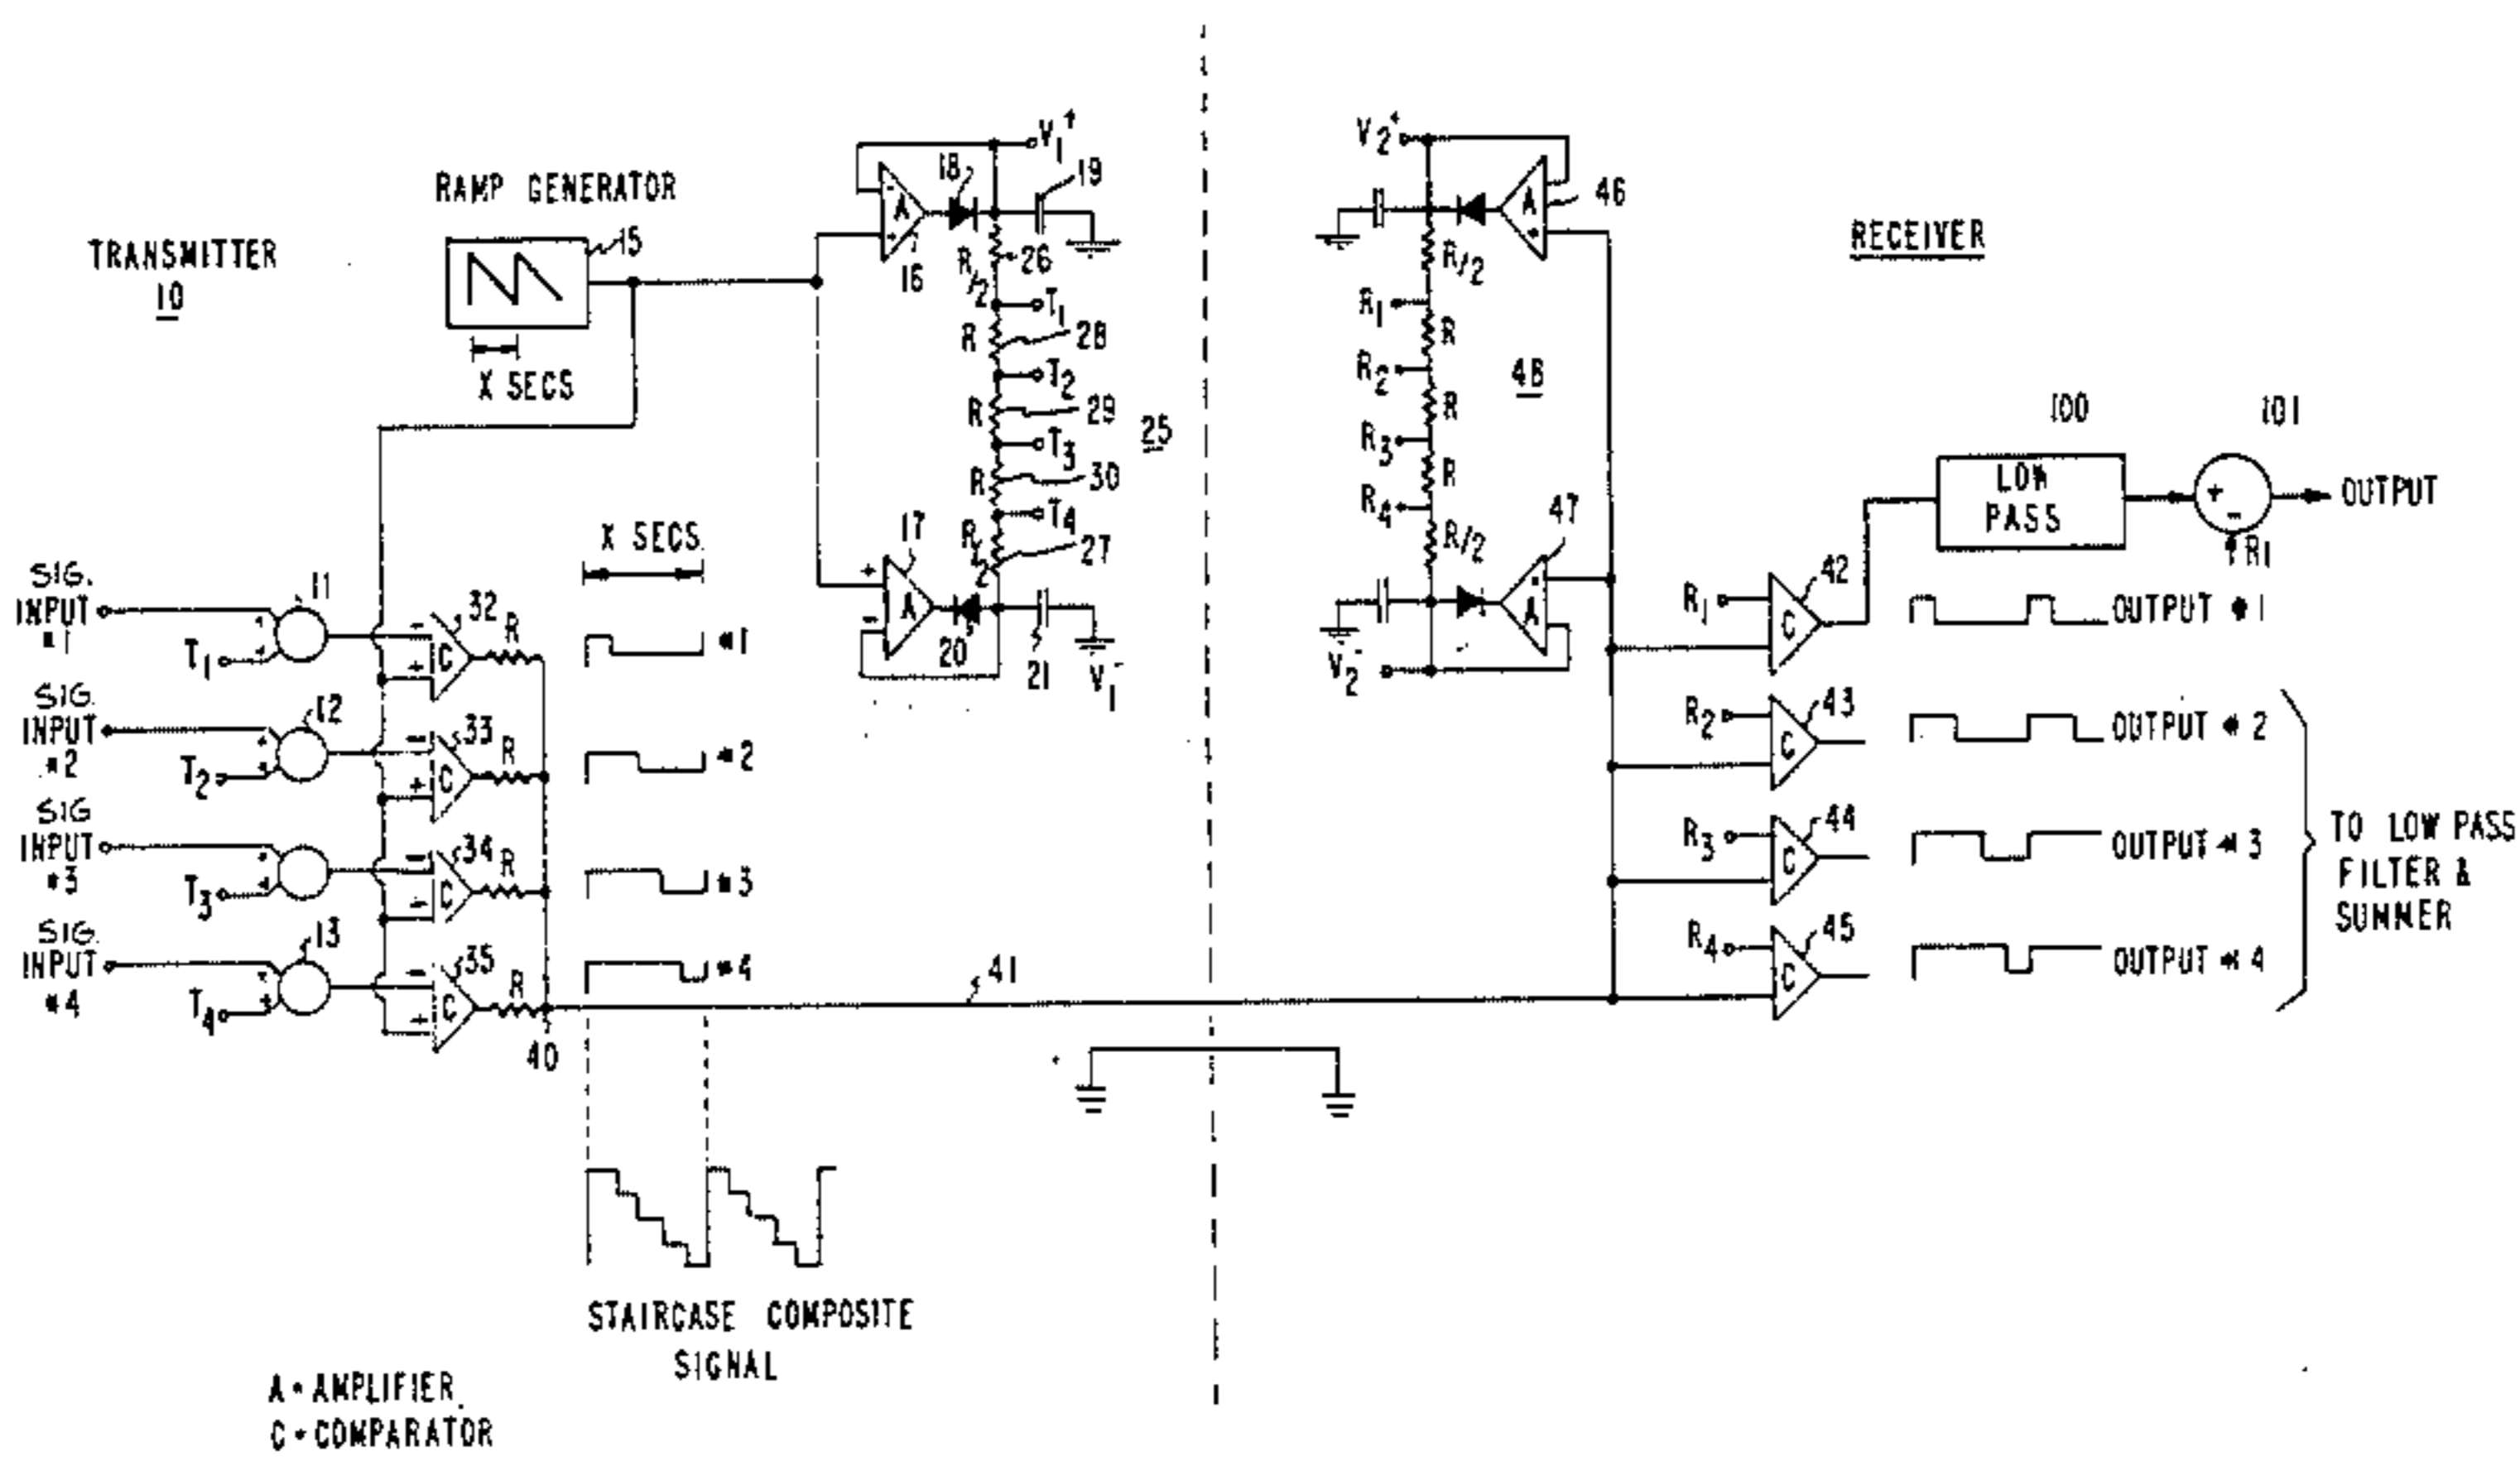 TRANSMITTER
10
RAMP GENERATOR
15
X SECS
V1+
18
19
A
16
R/2
26
T1
R
28
T2
R
29
T3
R
30
T4
25
R/2
27
17
A
20
21
V1-
SIG.
INPUT
#1
T1
11
32
R
C
#1
X SECS
SIG.
INPUT
#2
T2
12
33
R
C
#2
SIG
INPUT
#3
T3
34
R
C
#3
SIG.
INPUT
#4
T4
13
35
R
C
#4
40
41
STAIRCASE COMPOSITE
SIGNAL
A = AMPLIFIER
C = COMPARATOR
RECEIVER
V2+
A
46
R/2
R1
R
R2
48
R
R3
R
R4
R/2
47
A
V2-
100
101
LOW
PASS
+
-
OUTPUT
R1
R1
42
C
OUTPUT #1
R2
43
C
OUTPUT # 2
R3
44
C
OUTPUT # 3
R4
45
C
OUTPUT # 4
TO LOW PASS
FILTER &
SUMMER